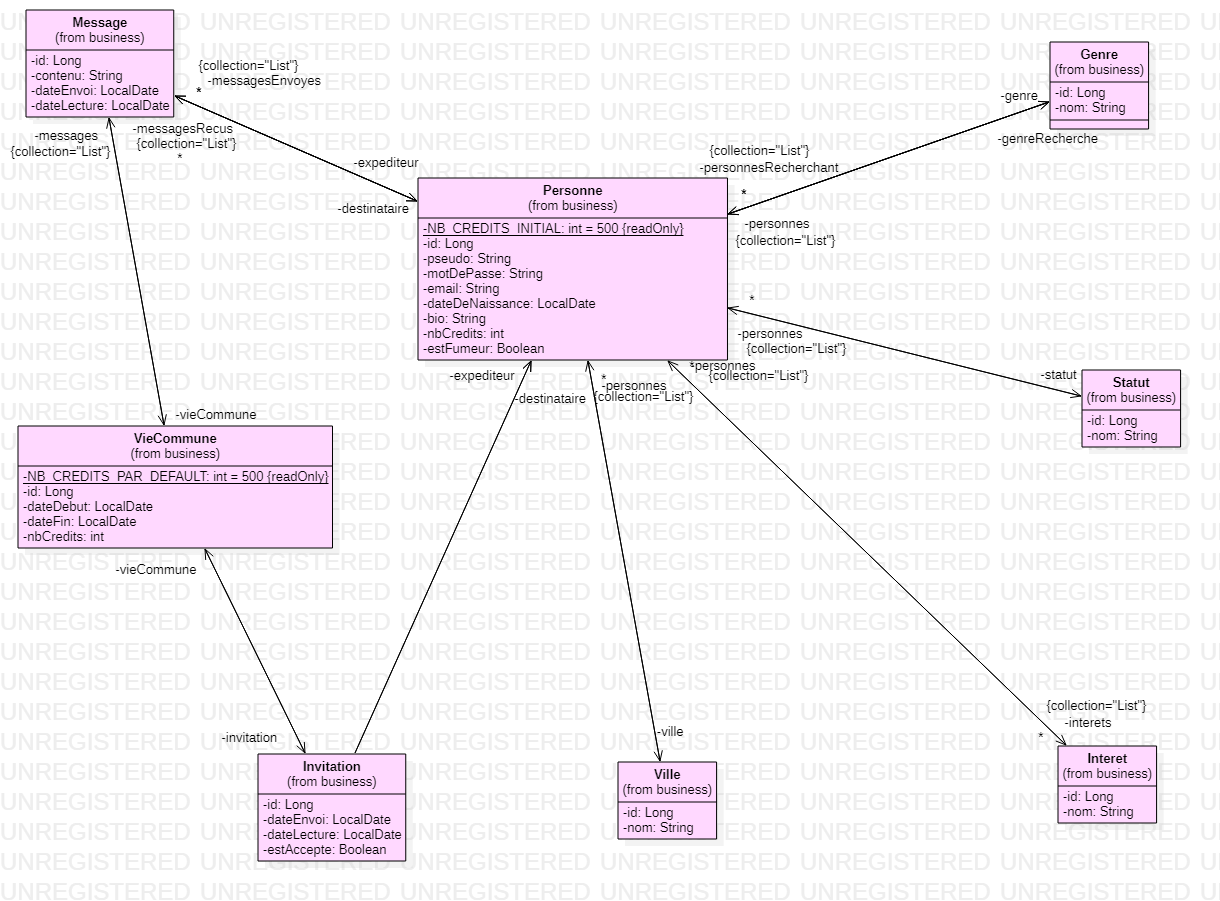 UNREGISTERED
Message
(from business)
-id: Long
-contenu: String
-dateEnvoi: LocalDate
-dateLecture: LocalDate
{collection="List"}
-messagesEnvoyes
*
-messages
{collection="List"}
-messagesRecus
{collection="List"}
*
-expediteur
-destinataire
Genre
(from business)
-id: Long
-nom: String
-genre
-genreRecherche
{collection="List"}
-personnesRecherchant
*
-personnes
{collection="List"}
Personne
(from business)
-NB_CREDITS_INITIAL: int = 500 {readOnly}
-id: Long
-pseudo: String
-motDePasse: String
-email: String
-dateDeNaissance: LocalDate
-bio: String
-nbCredits: int
-estFumeur: Boolean
*
-personnes
{collection="List"}
-statut
Statut
(from business)
-id: Long
-nom: String
-expediteur
-destinataire
*
-personnes
{collection="List"}
*
-personnes
{collection="List"}
-vieCommune
VieCommune
(from business)
-NB_CREDITS_PAR_DEFAULT: int = 500 {readOnly}
-id: Long
-dateDebut: LocalDate
-dateFin: LocalDate
-nbCredits: int
-vieCommune
-invitation
Invitation
(from business)
-id: Long
-dateEnvoi: LocalDate
-dateLecture: LocalDate
-estAccepte: Boolean
-ville
Ville
(from business)
-id: Long
-nom: String
{collection="List"}
-interets
*
Interet
(from business)
-id: Long
-nom: String